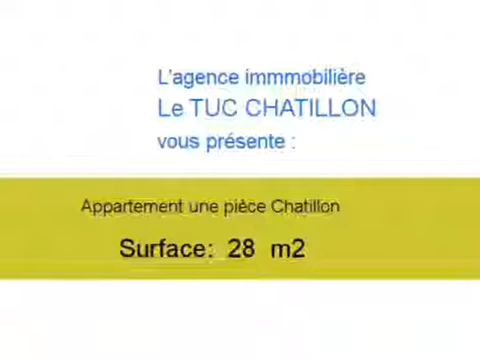 L'agence immmobilière
Le TUC CHATILLON
vous présente :
Appartement une pièce Chatillon
Surface: 28 m2